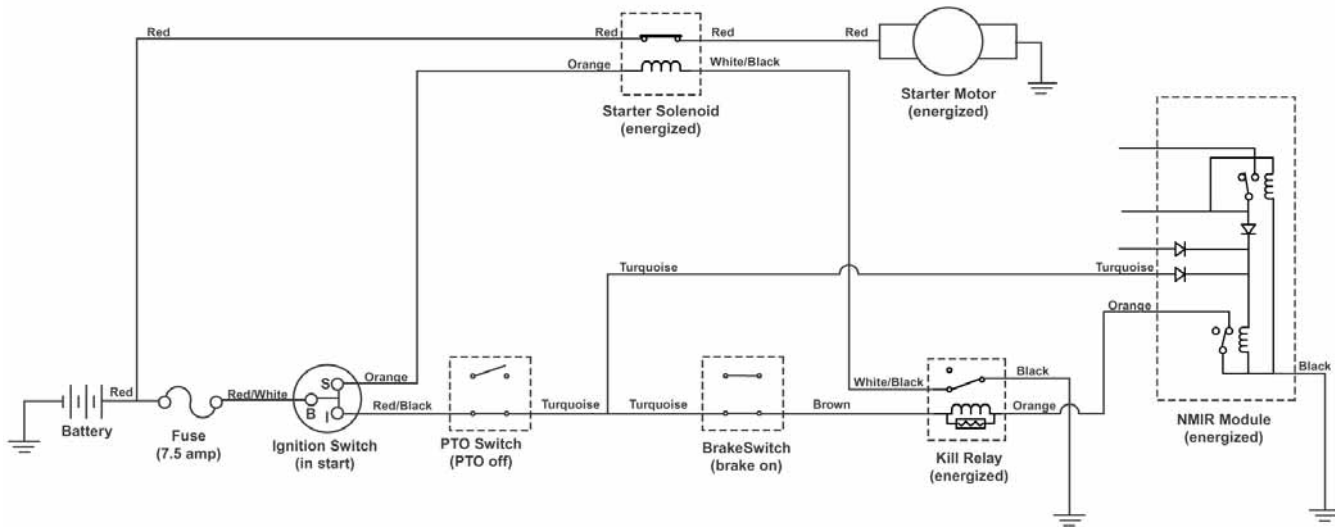 Red
Red
Red
Red
Orange
White/Black
Starter Solenoid
(energized)
Starter Motor
(energized)
Turquoise
Turquoise
Orange
Black
NMIR Module
(energized)
Red
Battery
Fuse
(7.5 amp)
Red/White
S
B
I
Orange
Red/Black
Ignition Switch
(in start)
PTO Switch
(PTO off)
Turquoise
Turquoise
BrakeSwitch
(brake on)
Brown
White/Black
Black
Orange
Kill Relay
(energized)